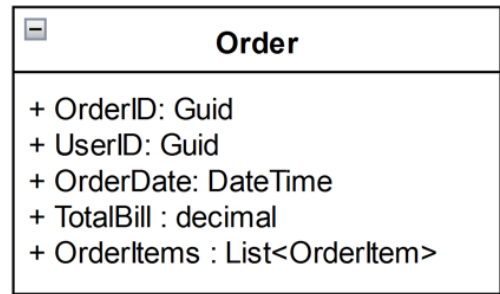 Order
+ OrderID: Guid
+ UserID: Guid
+ OrderDate: DateTime
+ TotalBill : decimal
+ OrderItems : List<OrderItem>